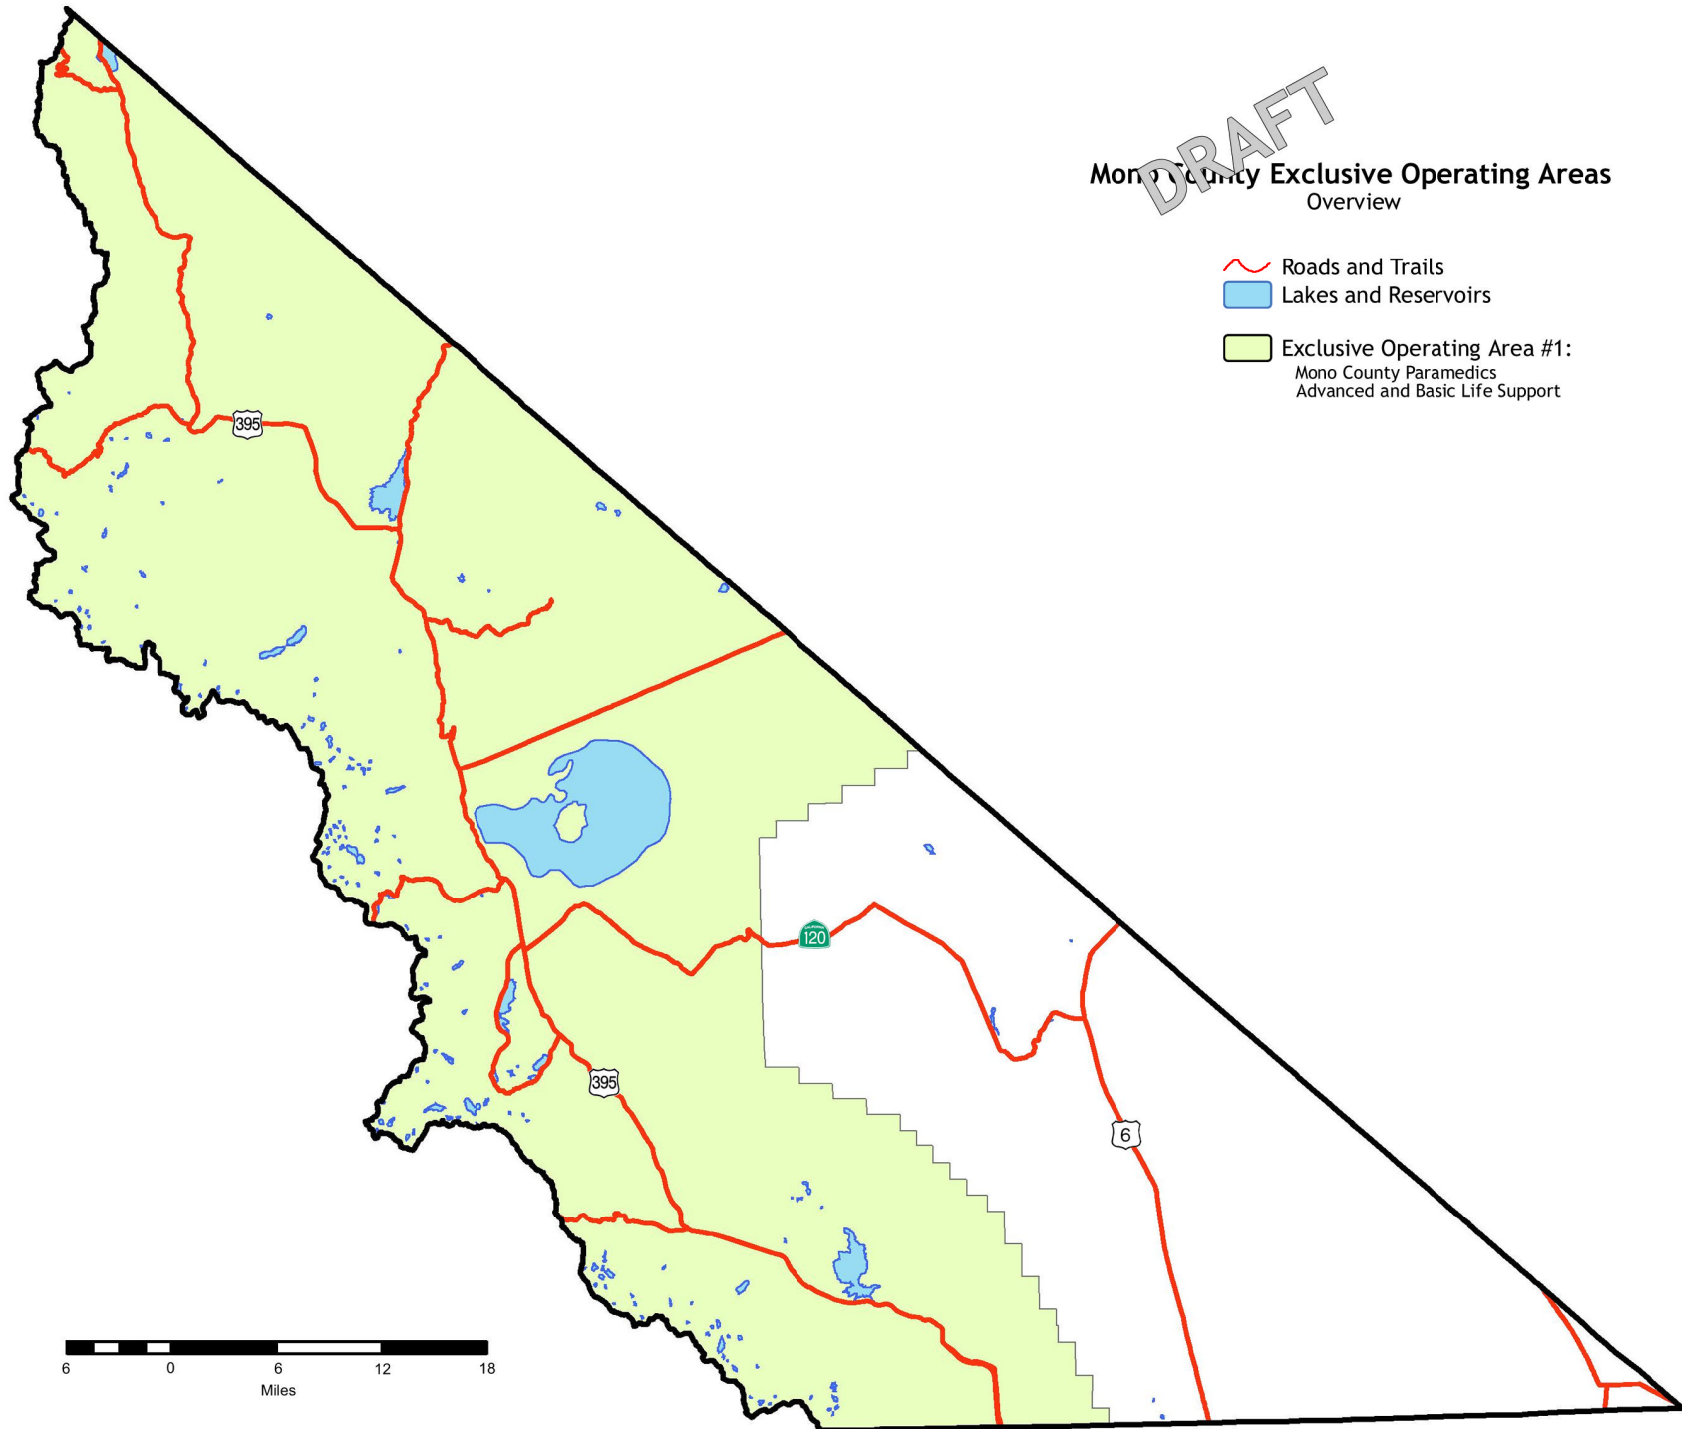 DRAFT
Mono County Exclusive Operating Areas
Overview
Roads and Trails
Lakes and Reservoirs
Exclusive Operating Area #1:
Mono County Paramedics
Advanced and Basic Life Support
395
CALIFORNIA
120
395
6
6 0 6 12 18
Miles